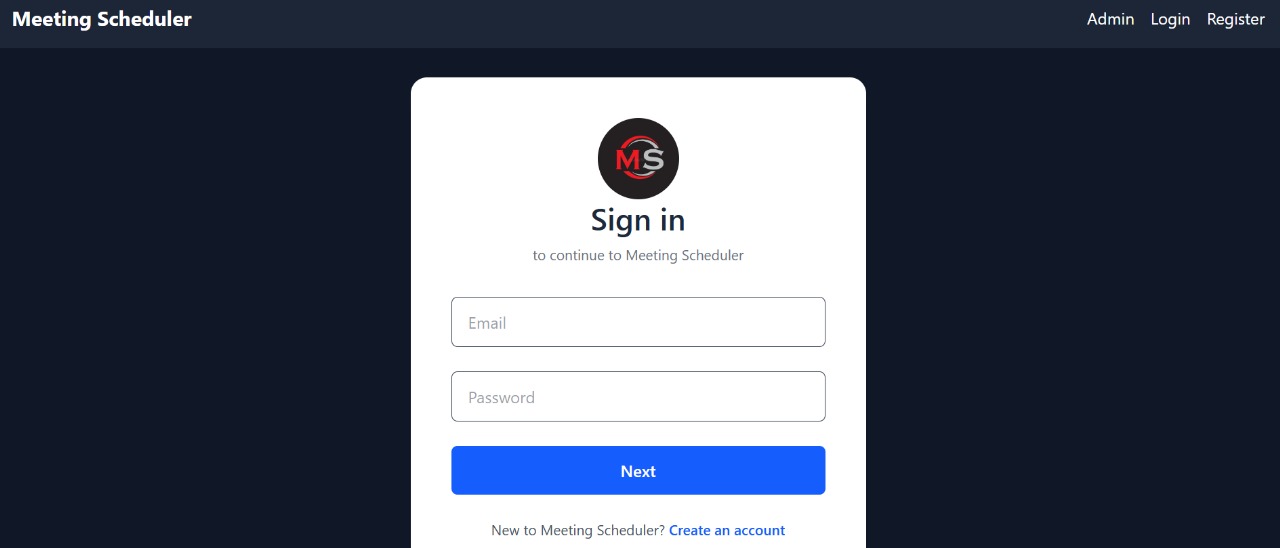 Meeting Scheduler
Admin Login Register
MS
Sign in
to continue to Meeting Scheduler
Email
Password
Next
New to Meeting Scheduler? Create an account